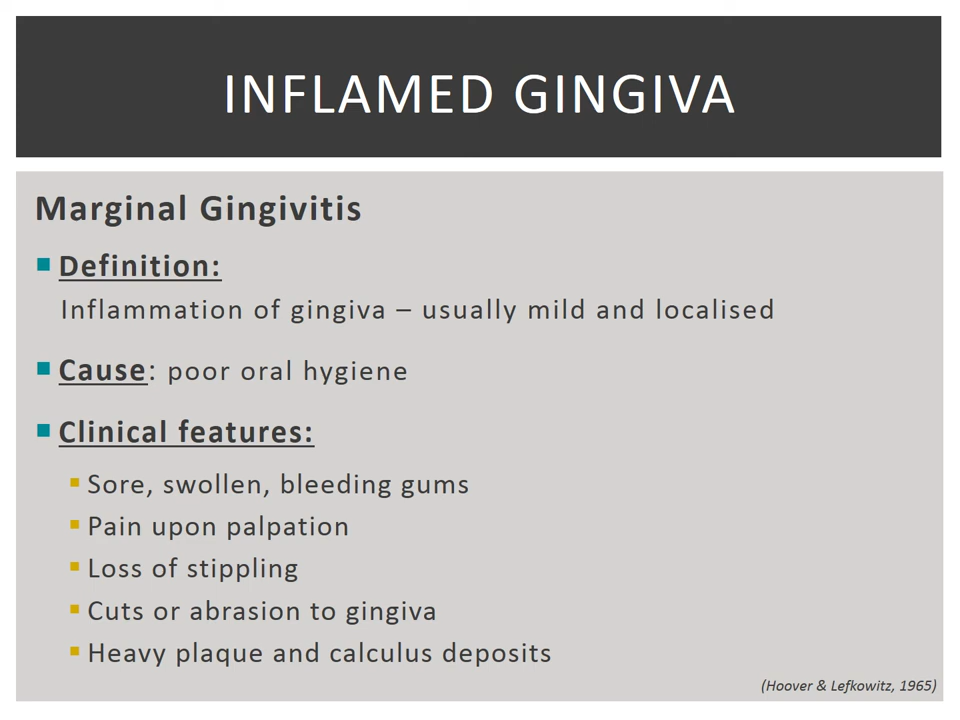 INFLAMED GINGIVA
Marginal Gingivitis
Definition:
Inflammation of gingiva – usually mild and localised
Cause: poor oral hygiene
Clinical features:
Sore, swollen, bleeding gums
Pain upon palpation
Loss of stippling
Cuts or abrasion to gingiva
Heavy plaque and calculus deposits
(Hoover & Lefkowitz, 1965)